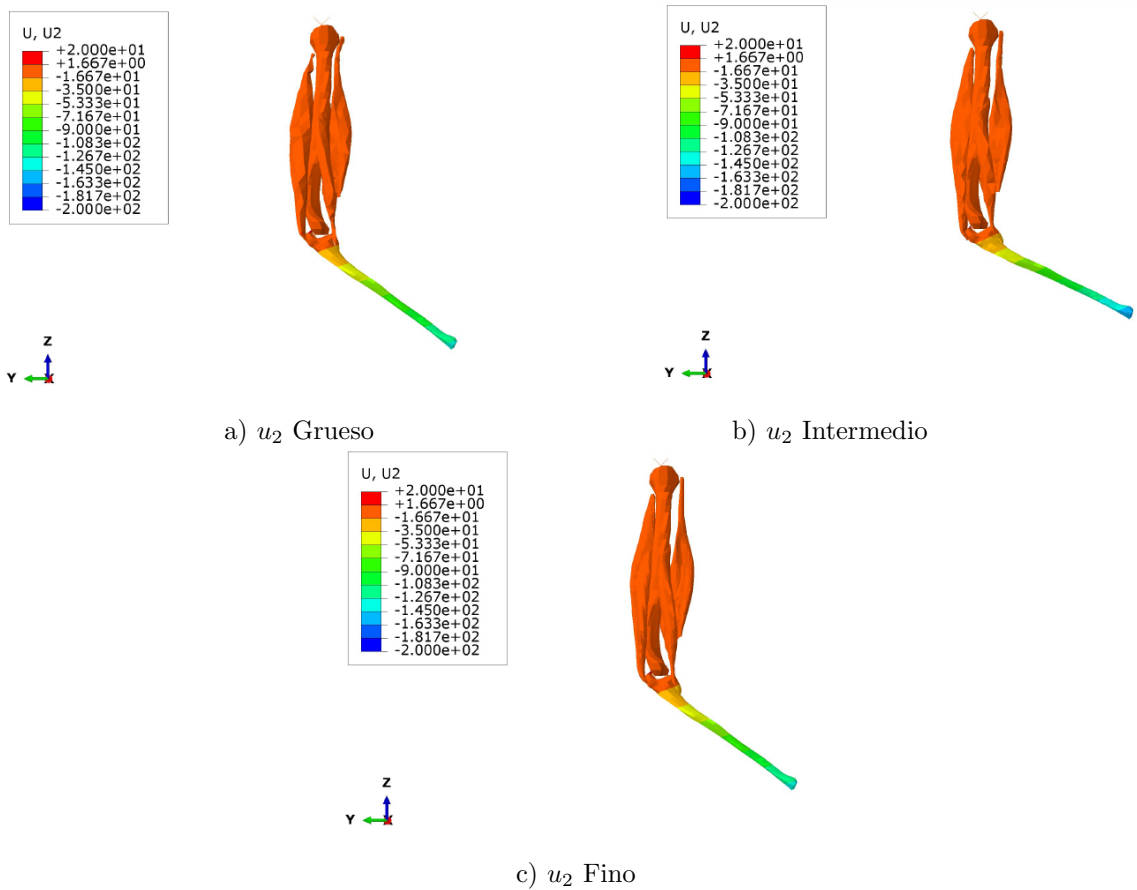 U, U2
+2.000e+01
+1.667e+00
-1.667e+01
-3.500e+01
-5.333e+01
-7.167e+01
-9.000e+01
-1.083e+02
-1.267e+02
-1.450e+02
-1.633e+02
-1.817e+02
-2.000e+02
Z
Y
X
a) u₂ Grueso
U, U2
+2.000e+01
+1.667e+00
-1.667e+01
-3.500e+01
-5.333e+01
-7.167e+01
-9.000e+01
-1.083e+02
-1.267e+02
-1.450e+02
-1.633e+02
-1.817e+02
-2.000e+02
Z
Y
X
b) u₂ Intermedio
U, U2
+2.000e+01
+1.667e+00
-1.667e+01
-3.500e+01
-5.333e+01
-7.167e+01
-9.000e+01
-1.083e+02
-1.267e+02
-1.450e+02
-1.633e+02
-1.817e+02
-2.000e+02
Z
Y
X
c) u₂ Fino